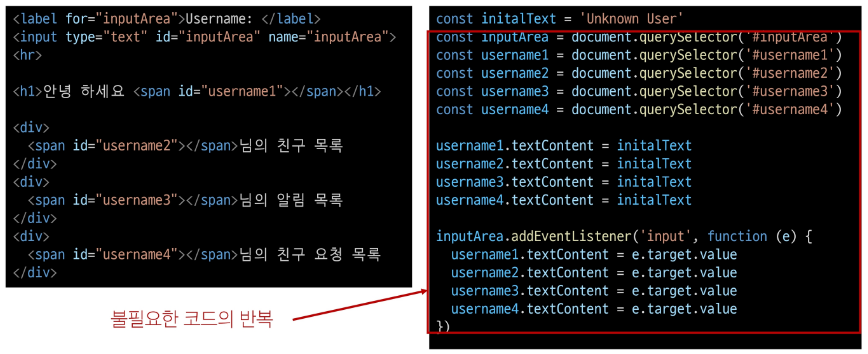 <label for="inputArea">Username: </label>
<input type="text" id="inputArea" name="inputArea">
<hr>
<h1>안녕 하세요 <span id="username1"></span></h1>
<div>
<span id="username2"></span>님의 친구 목록
</div>
<div>
<span id="username3"></span>님의 알림 목록
</div>
<div>
<span id="username4"></span>님의 친구 요청 목록
</div>
불필요한 코드의 반복
const initalText = 'Unknown User'
const inputArea = document.querySelector('#inputArea')
const username1 = document.querySelector('#username1')
const username2 = document.querySelector('#username2')
const username3 = document.querySelector('#username3')
const username4 = document.querySelector('#username4')
username1.textContent = initalText
username2.textContent = initalText
username3.textContent = initalText
username4.textContent = initalText
inputArea.addEventListener('input', function (e) {
username1.textContent = e.target.value
username2.textContent = e.target.value
username3.textContent = e.target.value
username4.textContent = e.target.value
})